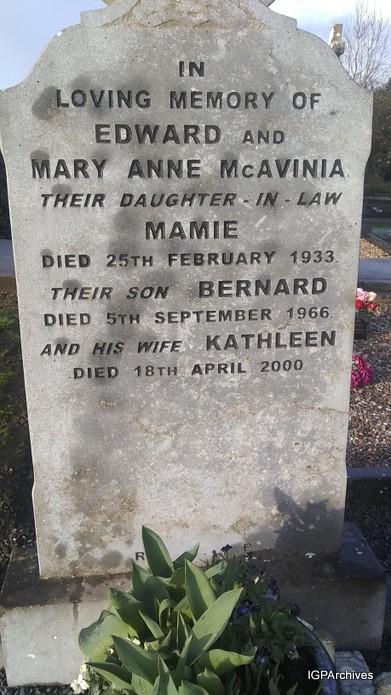 IN
LOVING MEMORY OF
EDWARD AND
MARY ANNE McAVINIA
THEIR DAUGHTER-IN-LAW
MAMIE
DIED 25TH FEBRUARY 1933.
THEIR SON BERNARD
DIED 5TH SEPTEMBER 1966.
AND HIS WIFE KATHLEEN
DIED 18TH APRIL 2000.
IGPArchives